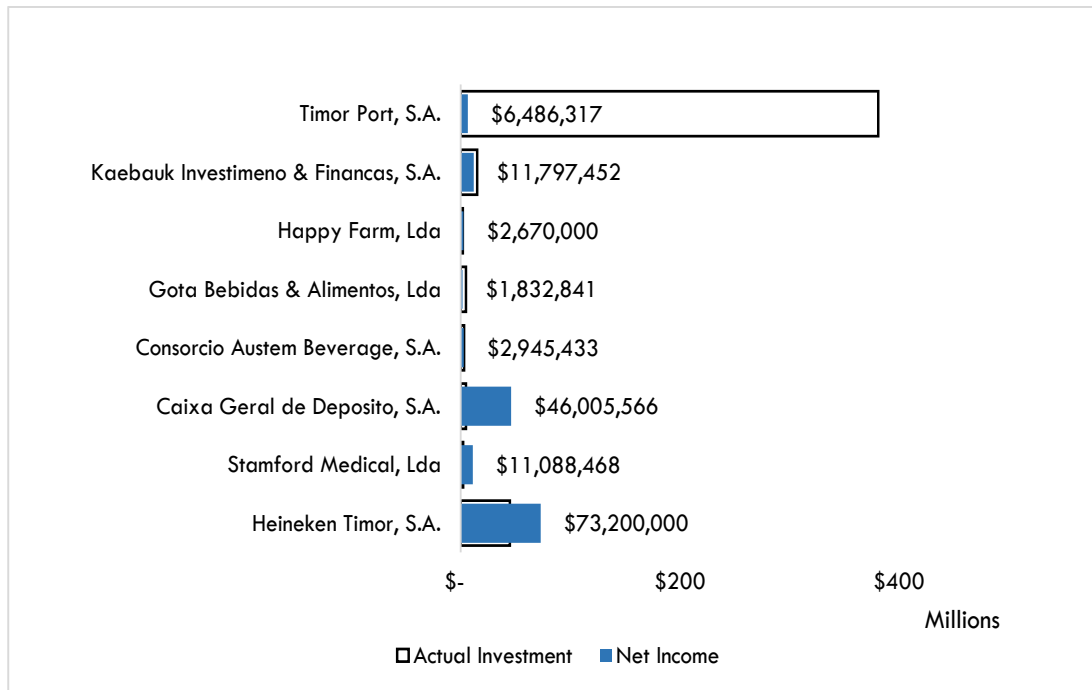 Timor Port, S.A. $6,486,317
Kaebauk Investimeno & Financas, S.A. $11,797,452
Happy Farm, Lda $2,670,000
Gota Bebidas & Alimentos, Lda $1,832,841
Consorcio Austem Beverage, S.A. $2,945,433
Caixa Geral de Deposito, S.A. $46,005,566
Stamford Medical, Lda $11,088,468
Heineken Timor, S.A. $73,200,000
$- $200 $400
Millions
Actual Investment Net Income